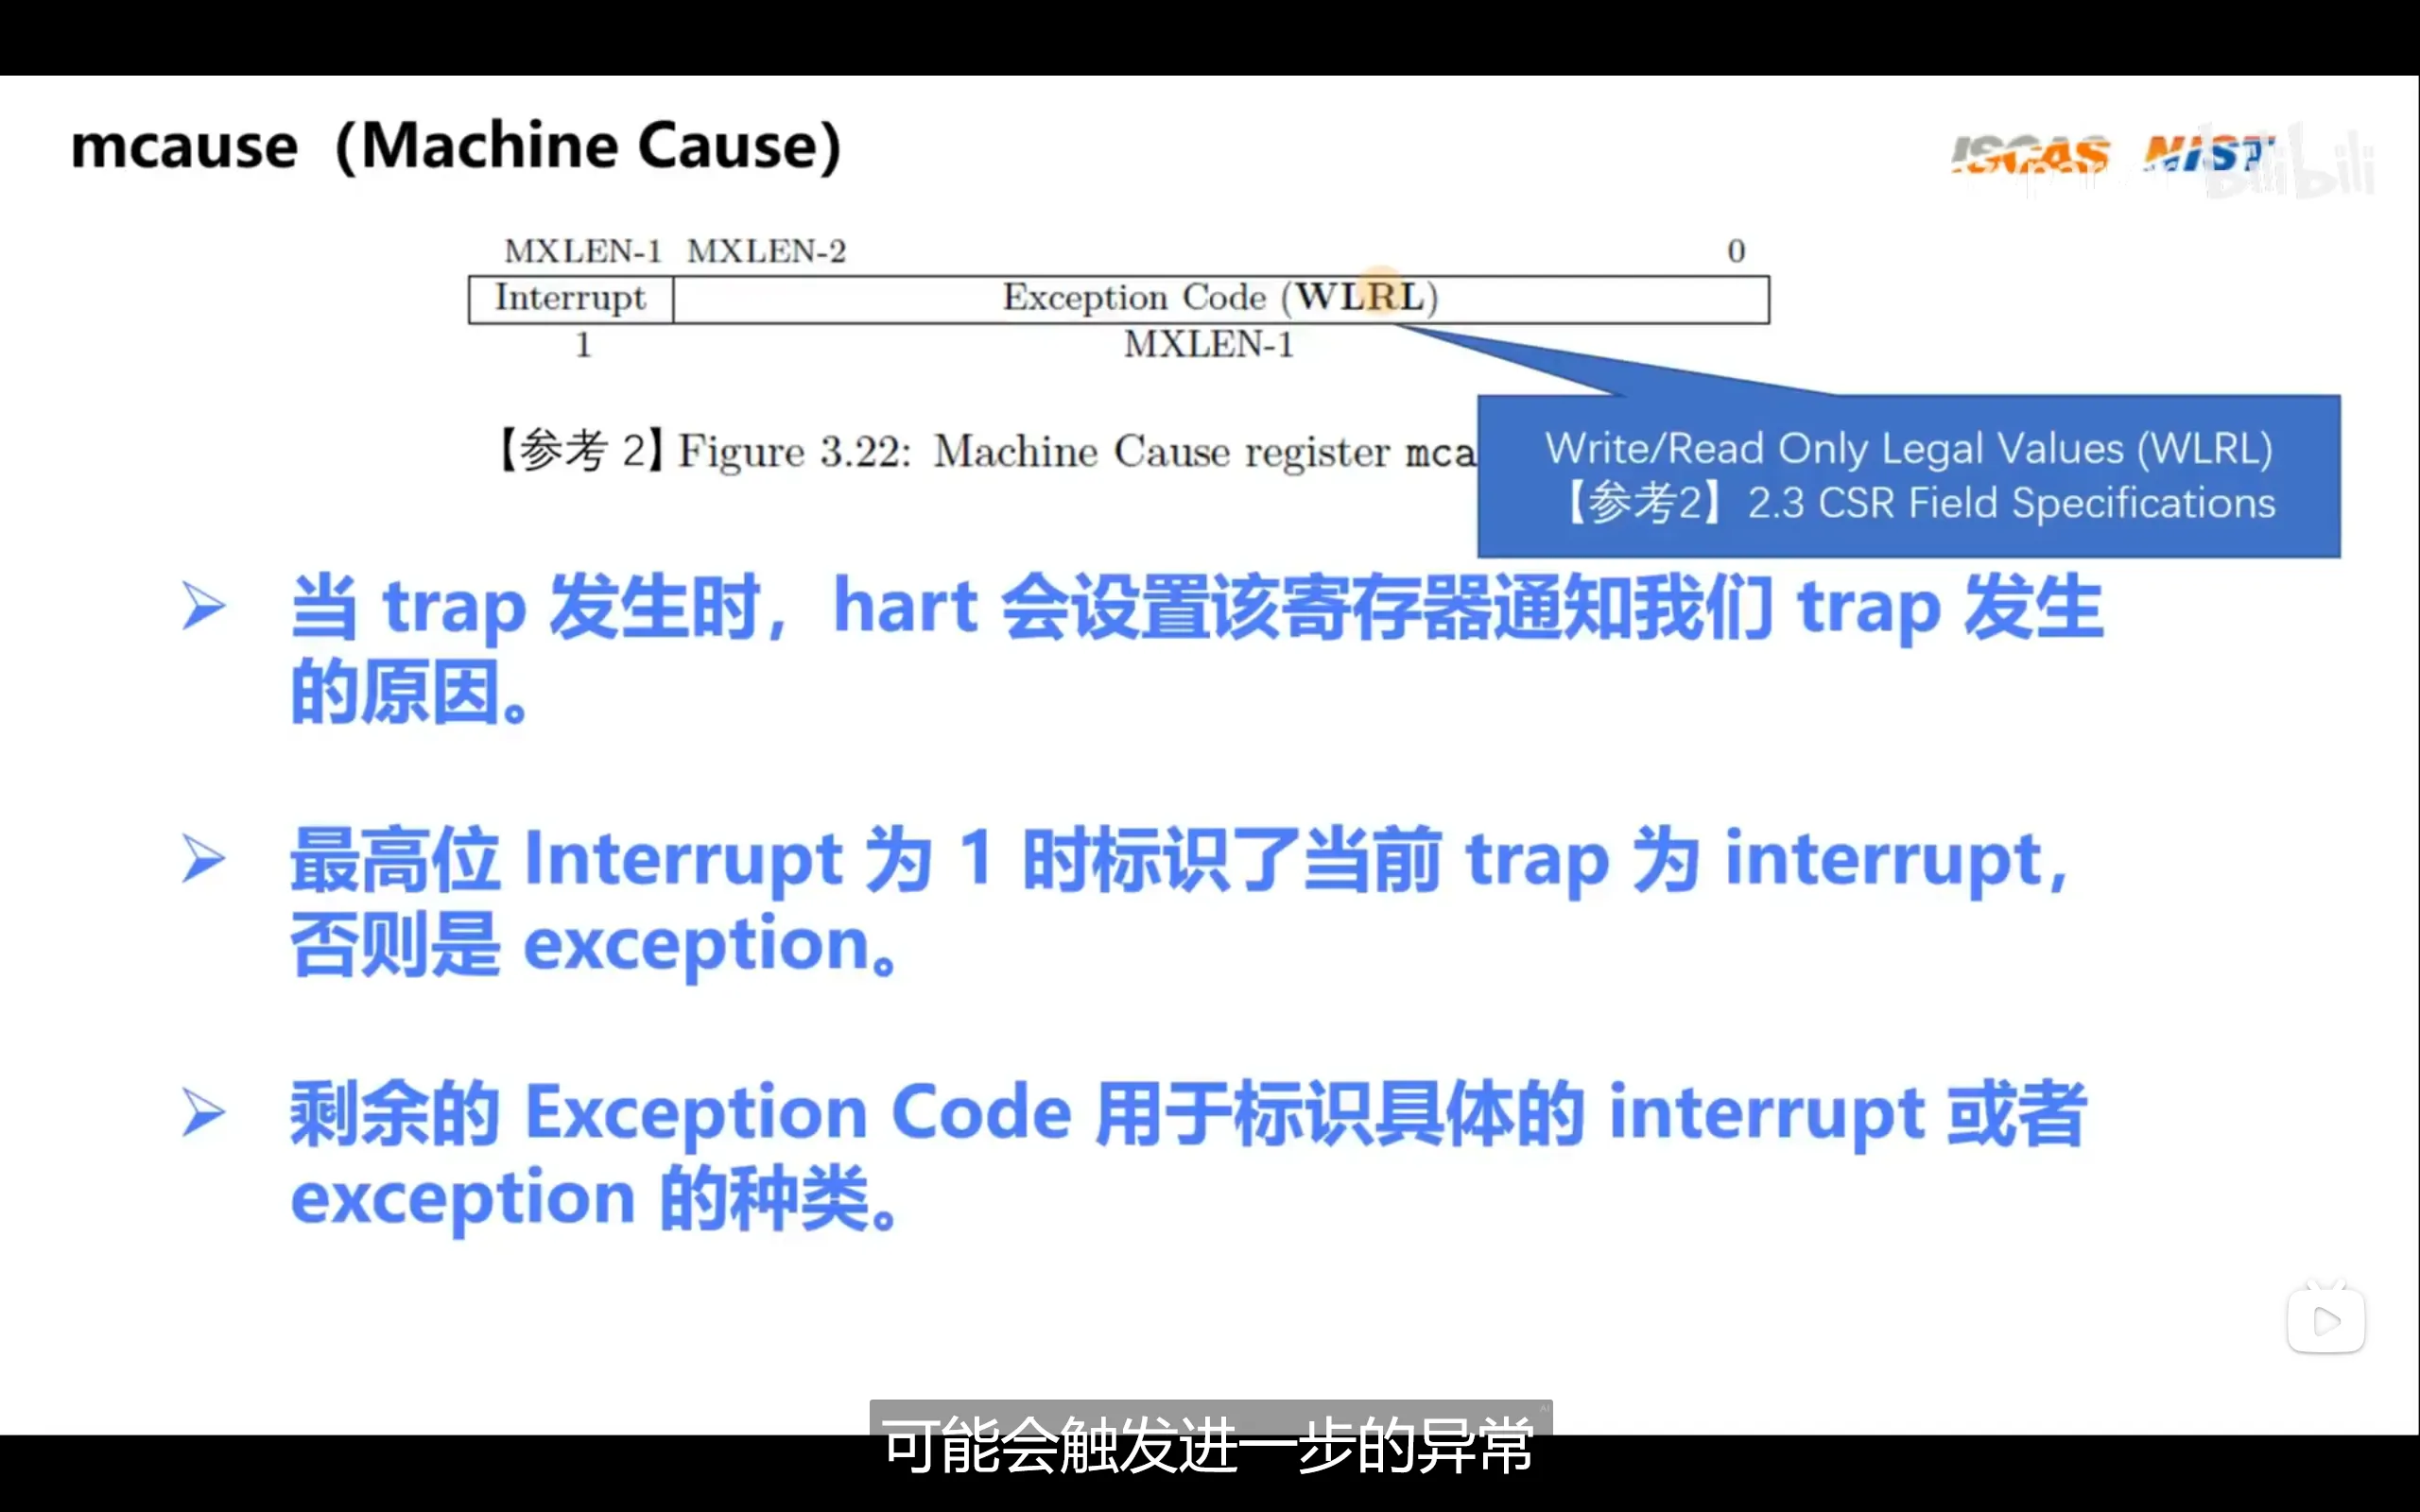 mcause（Machine Cause）
ISCAS NIST
bilibili
MXLEN-1 MXLEN-2 0
Interrupt Exception Code (WLRL)
1 MXLEN-1
【参考 2】Figure 3.22: Machine Cause register mca
Write/Read Only Legal Values (WLRL)
【参考2】2.3 CSR Field Specifications
➢ 当 trap 发生时，hart 会设置该寄存器通知我们 trap 发生
的原因。
➢ 最高位 Interrupt 为 1 时标识了当前 trap 为 interrupt，
否则是 exception。
➢ 剩余的 Exception Code 用于标识具体的 interrupt 或者
exception 的种类。
AI
可能会触发进一步的异常